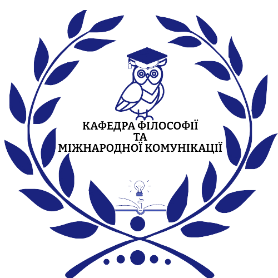 КАФЕДРА ФІЛОСОФІЇ
ТА
МІЖНАРОДНОЇ КОМУНІКАЦІЇ